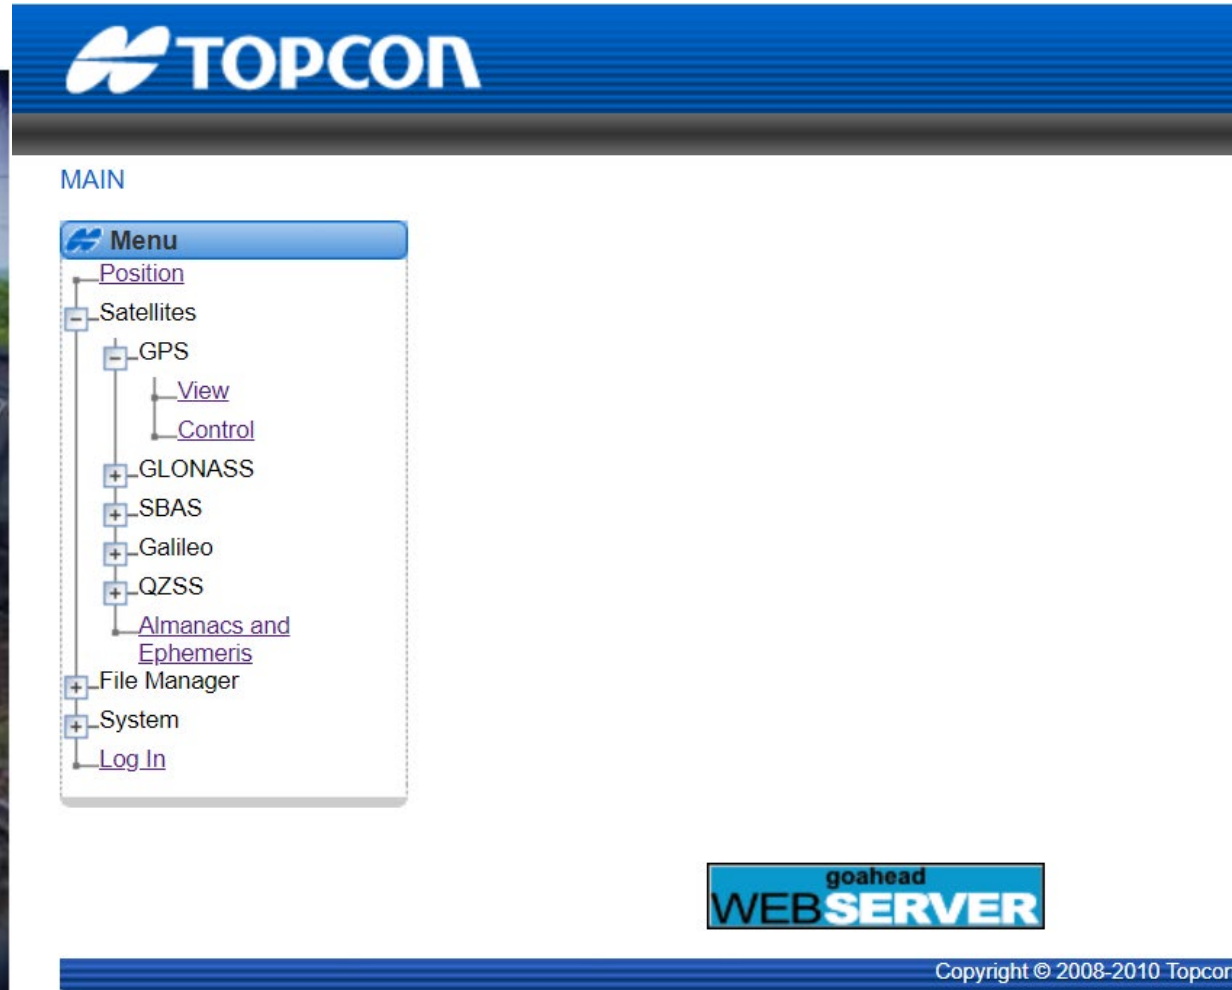 TOPCON
MAIN
Menu
Position
Satellites
GPS
View
Control
GLONASS
SBAS
Galileo
QZSS
Almanacs and
Ephemeris
File Manager
System
Log In
goahead
WEBSERVER
Copyright © 2008-2010 Topcon